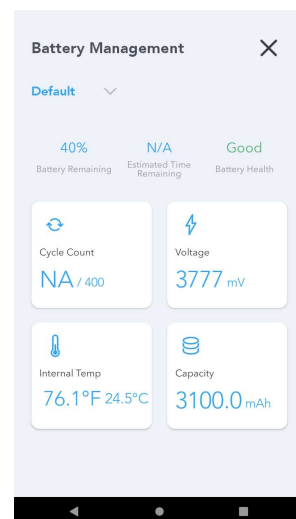 Battery Management
Default
40%
N/A
Good
Battery Remaining
Estimated Time
Remaining
Battery Health
Cycle Count
NA / 400
Voltage
3777 mV
Internal Temp
76.1°F 24.5°C
Capacity
3100.0 mAh